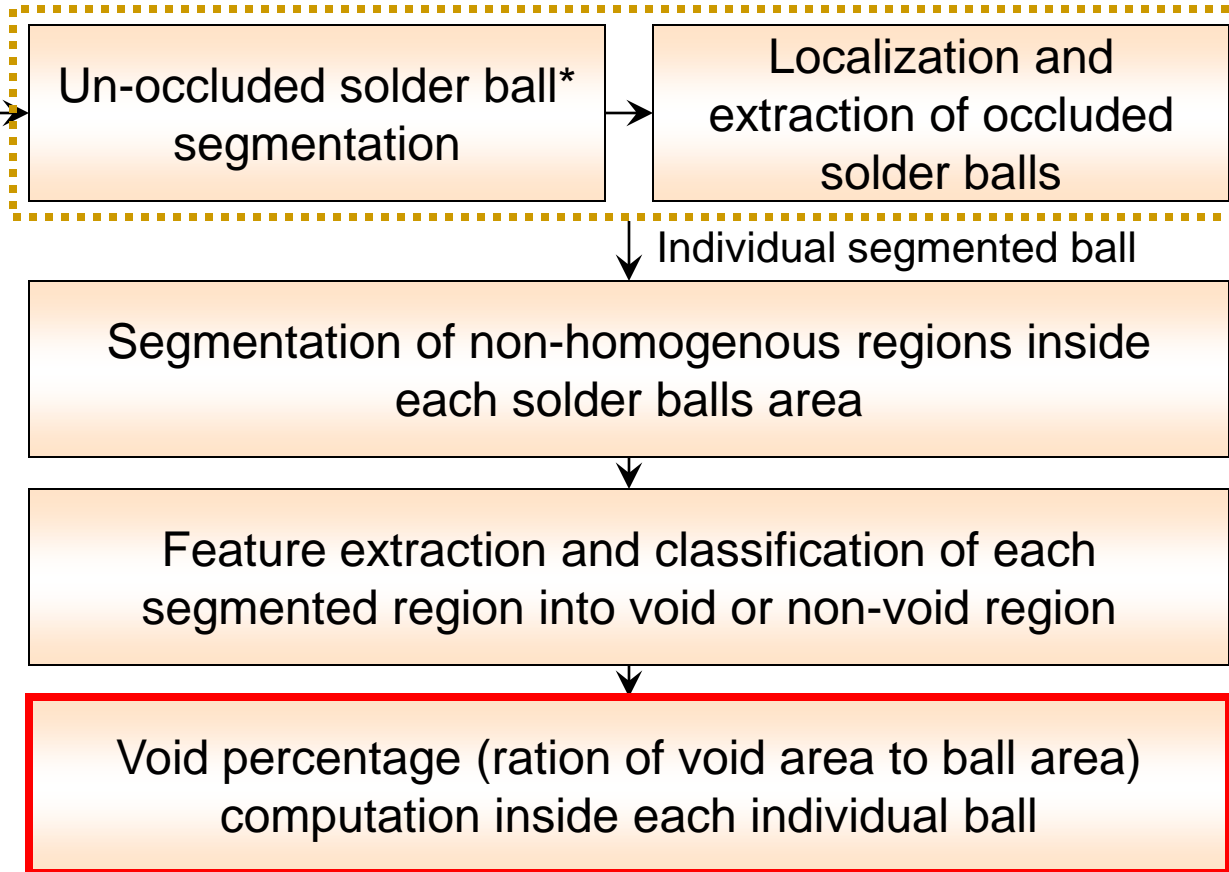 Un-occluded solder ball*
segmentation
Localization and
extraction of occluded
solder balls
Individual segmented ball
Segmentation of non-homogenous regions inside
each solder balls area
Feature extraction and classification of each
segmented region into void or non-void region
Void percentage (ration of void area to ball area)
computation inside each individual ball